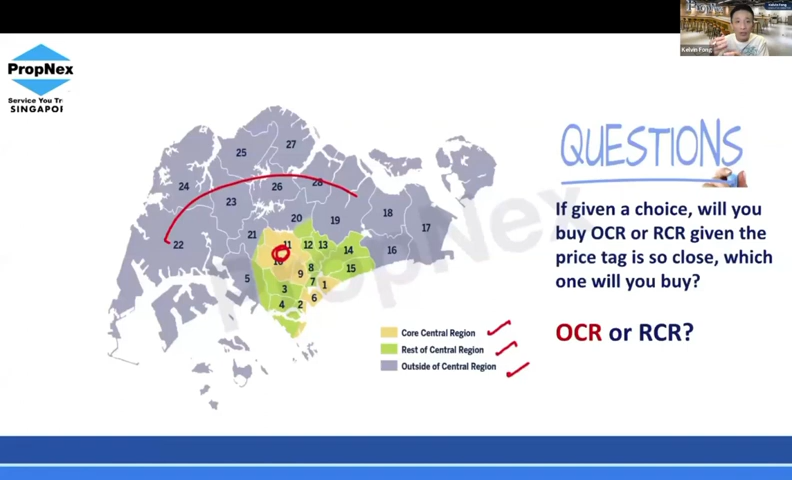 PropNex
Service You Tr
SINGAPO
PropNex
Kelvin Fong
QUESTIONS
If given a choice, will you
buy OCR or RCR given the
price tag is so close, which
one will you buy?
OCR or RCR?
27
25
24
26
28
23
20
19
18
17
22
21
11
12
13
14
16
10
15
5
9
8
7
1
3
6
4
2
Core Central Region
Rest of Central Region
Outside of Central Region